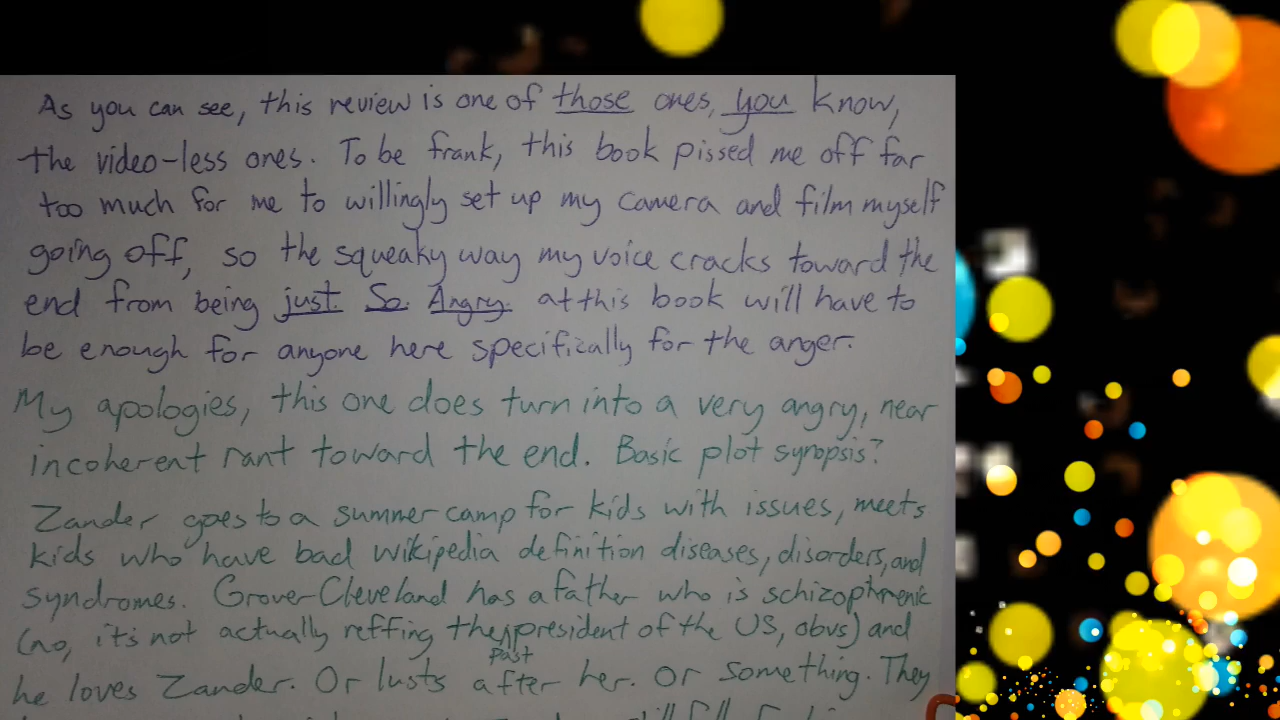 As you can see, this review is one of those ones, you know,
the video-less ones. To be frank, this book pissed me off far
too much for me to willingly set up my camera and film myself
going off, so the squeaky way my voice cracks toward the
end from being just. So. Angry. at this book will have to
be enough for anyone here specifically for the anger.
My apologies, this one does turn into a very angry, near
incoherent rant toward the end. Basic plot synopsis?
Zander goes to a summer camp for kids with issues, meets
kids who have bad wikipedia definition diseases, disorders, and
syndromes. Grover Cleveland has a father who is schizophrenic
(no, it's not actually reffing the president of the US, obvs) and
past
he loves Zander. Or lusts after her. Or something. They